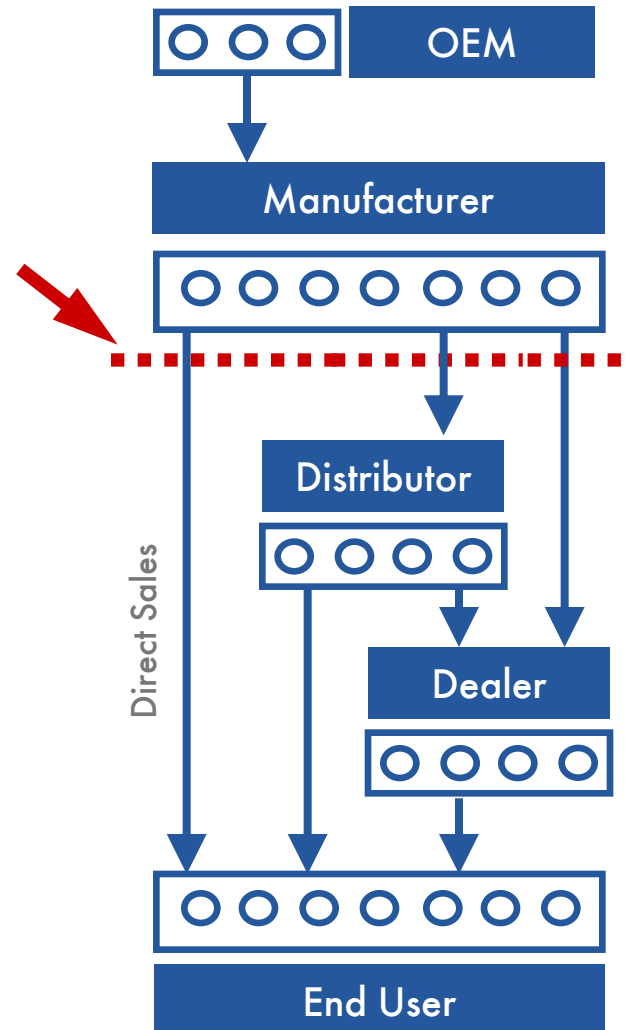 OEM
Manufacturer
Distributor
Direct Sales
Dealer
End User